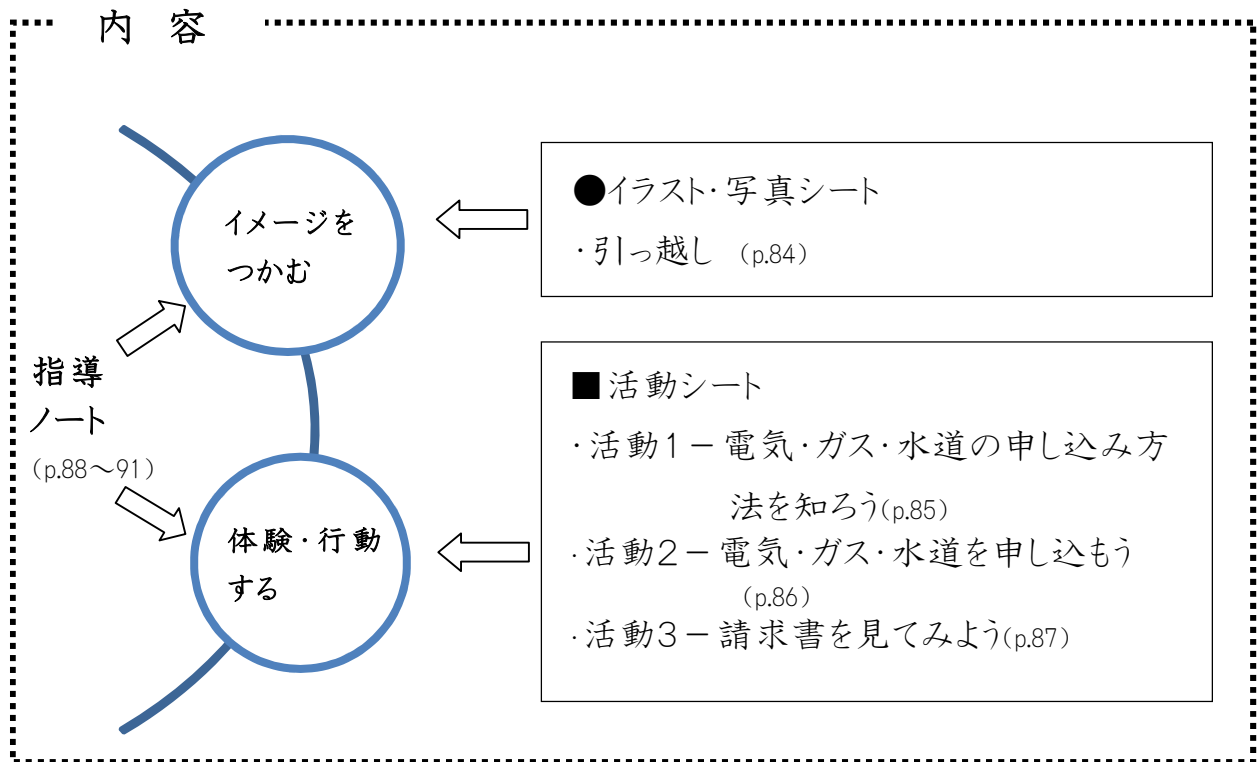 内 容
イメージを
つかむ
●イラスト・写真シート
・引っ越し (p.84)
指導
ノート
(p.88～91)
体験・行動
する
■活動シート
・活動1－電気・ガス・水道の申し込み方
法を知ろう(p.85)
・活動2－電気・ガス・水道を申し込もう
(p.86)
・活動3－請求書を見てみよう(p.87)